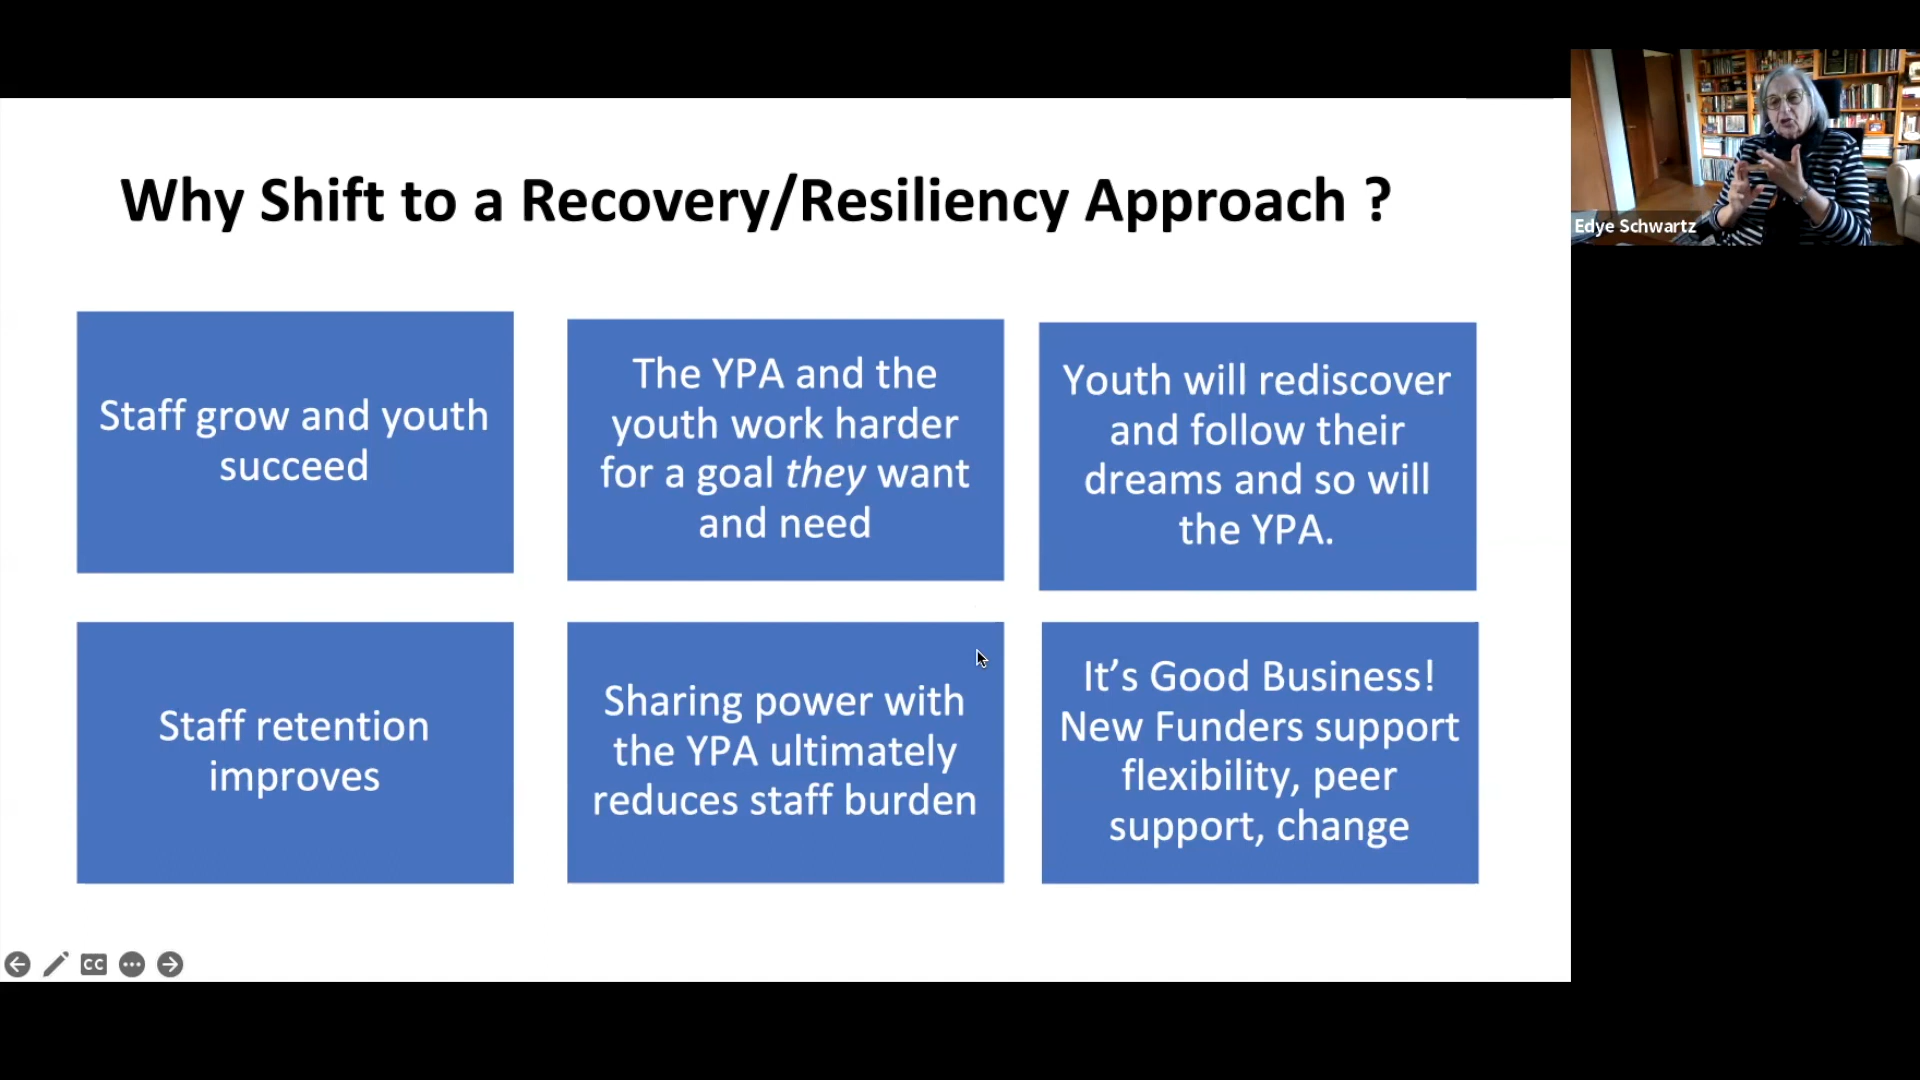 Why Shift to a Recovery/Resiliency Approach ?
Edye Schwartz
Staff grow and youth
succeed
The YPA and the
youth work harder
for a goal they want
and need
Youth will rediscover
and follow their
dreams and so will
the YPA.
Staff retention
improves
Sharing power with
the YPA ultimately
reduces staff burden
It’s Good Business!
New Funders support
flexibility, peer
support, change
CC